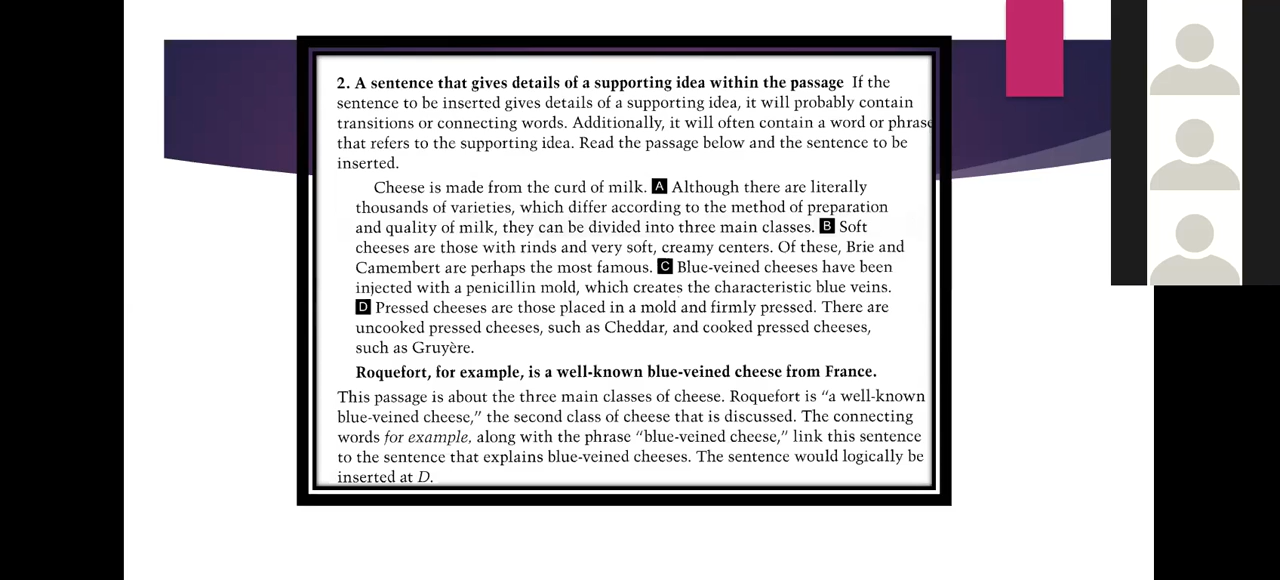 2. A sentence that gives details of a supporting idea within the passage If the
sentence to be inserted gives details of a supporting idea, it will probably contain
transitions or connecting words. Additionally, it will often contain a word or phrase
that refers to the supporting idea. Read the passage below and the sentence to be
inserted.
Cheese is made from the curd of milk. A Although there are literally
thousands of varieties, which differ according to the method of preparation
and quality of milk, they can be divided into three main classes. B Soft
cheeses are those with rinds and very soft, creamy centers. Of these, Brie and
Camembert are perhaps the most famous. C Blue-veined cheeses have been
injected with a penicillin mold, which creates the characteristic blue veins.
D Pressed cheeses are those placed in a mold and firmly pressed. There are
uncooked pressed cheeses, such as Cheddar, and cooked pressed cheeses,
such as Gruyère.
Roquefort, for example, is a well-known blue-veined cheese from France.
This passage is about the three main classes of cheese. Roquefort is “a well-known
blue-veined cheese,” the second class of cheese that is discussed. The connecting
words for example, along with the phrase “blue-veined cheese,” link this sentence
to the sentence that explains blue-veined cheeses. The sentence would logically be
inserted at D.